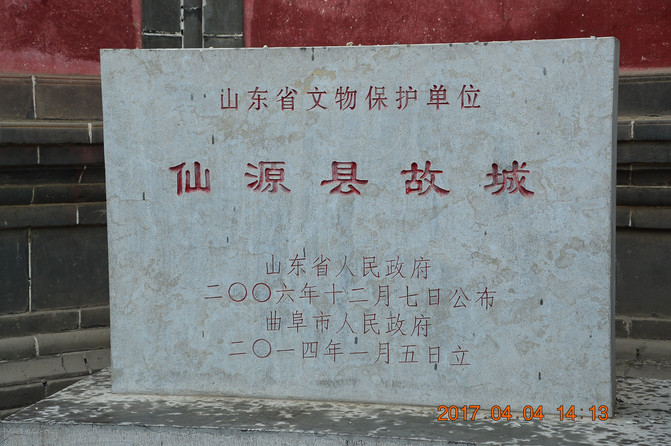 山东省文物保护单位
仙源县故城
山东省人民政府
二〇〇六年十二月七日公布
曲阜市人民政府
二〇一四年一月五日立
2017 04 04 14 13